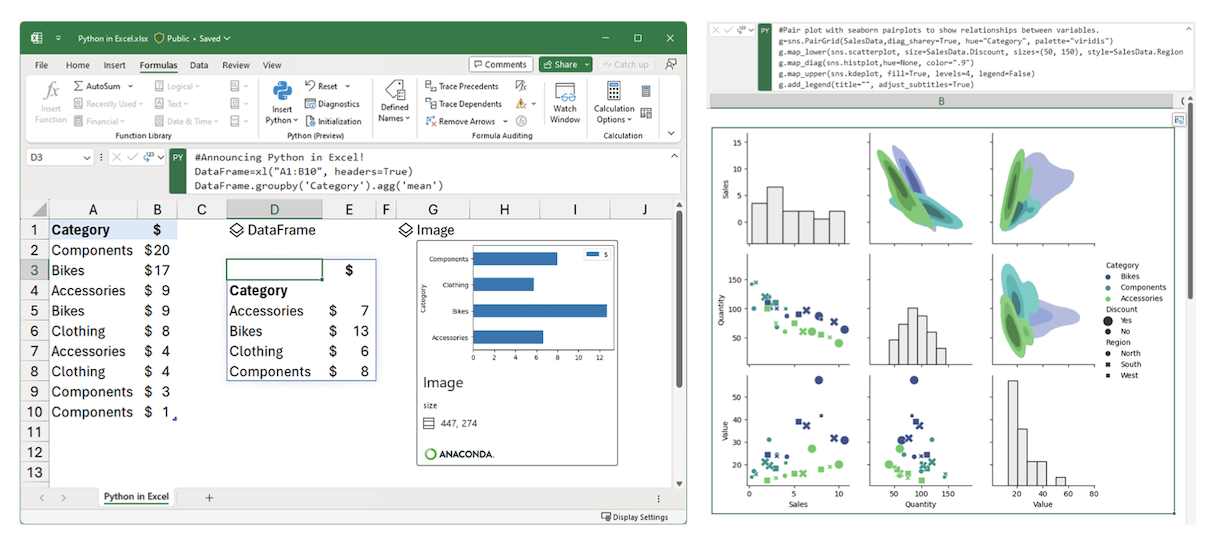 Python in Excel.xlsx Public • Saved
File Home Insert Formulas Data Review View Comments Share Catch up
fx Insert Function
AutoSum
Recently Used
Financial
Logical
Text
Date & Time
Function Library
Insert Python
Reset
Diagnostics
Initialization
Python (Preview)
Defined Names
Trace Precedents
Trace Dependents
Remove Arrows
Watch Window
Formula Auditing
Calculation Options
Calculation
D3
PY
#Announcing Python in Excel!
DataFrame=xl("A1:B10", headers=True)
DataFrame.groupby('Category').agg('mean')
A B C D E F G H I J
1 Category $ DataFrame Image
2 Components $20
3 Bikes $17 $
4 Accessories $ 9 Category
5 Bikes $ 9 Accessories $ 7
6 Clothing $ 8 Bikes $ 13
7 Accessories $ 4 Clothing $ 6
8 Clothing $ 4 Components $ 8
9 Components $ 3
10 Components $ 1
11
12
13
$
Category
Components
Clothing
Bikes
Accessories
0 2 4 6 8 10 12
Image
size
447, 274
ANACONDA.
Python in Excel
Display Settings
PY
#Pair plot with seaborn pairplots to show relationships between variables.
g=sns.PairGrid(SalesData,diag_sharey=True, hue="Category", palette="viridis")
g.map_lower(sns.scatterplot, size=SalesData.Discount, sizes=(50, 150), style=SalesData.Region
g.map_diag(sns.histplot,hue=None, color=".9")
g.map_upper(sns.kdeplot, fill=True, levels=4, legend=False)
g.add_legend(title="", adjust_subtitles=True)
B
Sales
15
10
5
0
Quantity
150
100
50
Value
50
40
30
20
0 5 10
Sales
50 100 150
Quantity
20 40 60 80
Value
Category
Bikes
Components
Accessories
Discount
Yes
No
Region
North
South
West